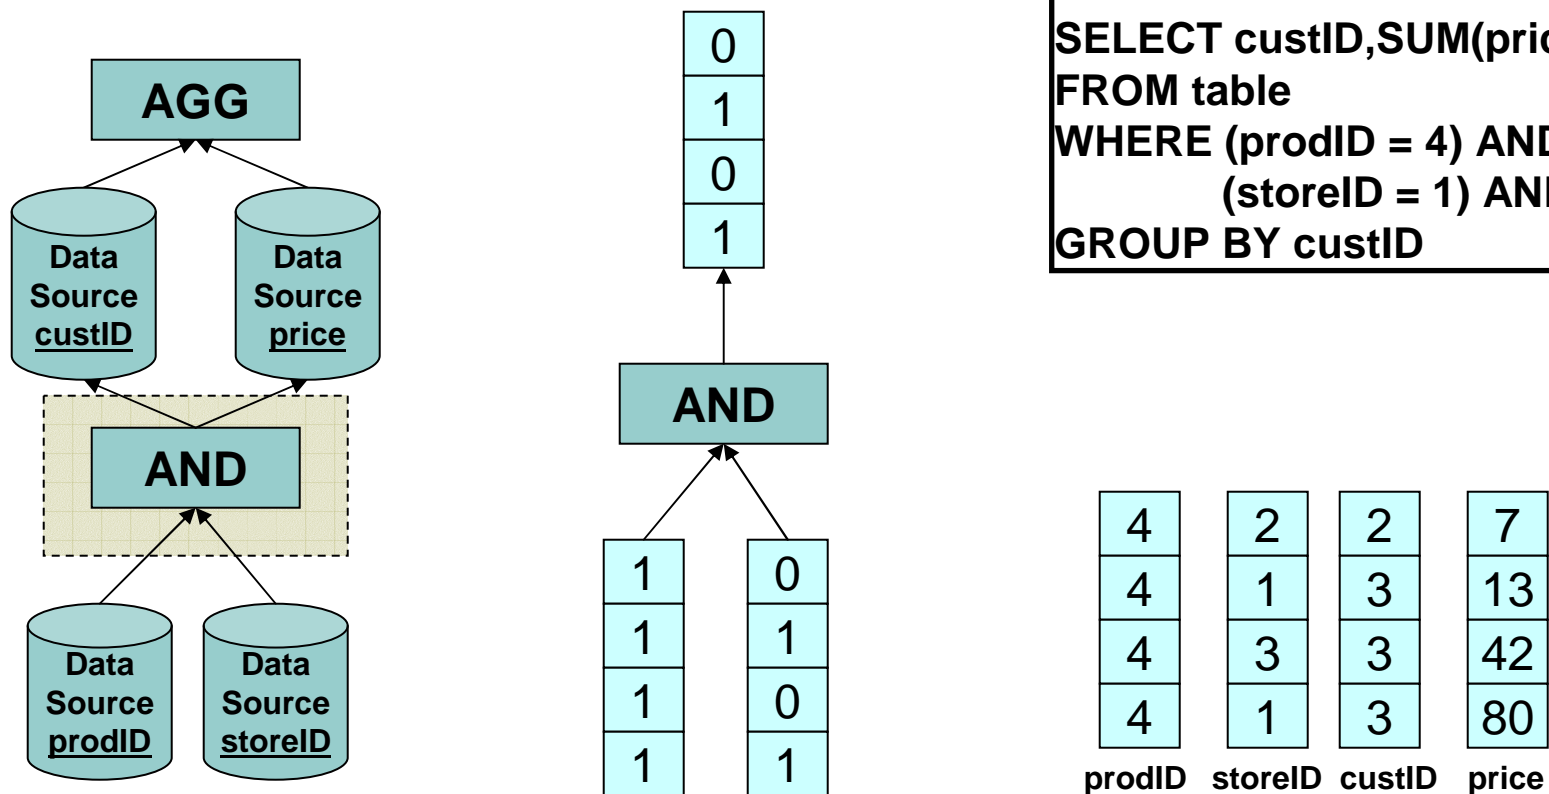 AGG
Data
Source
custID
Data
Source
price
AND
Data
Source
prodID
Data
Source
storeID
0
1
0
1
AND
1
1
1
1
0
1
0
1
SELECT custID,SUM(pric
FROM table
WHERE (prodID = 4) AND
(storeID = 1) AN
GROUP BY custID
4 2 2 7
4 1 3 13
4 3 3 42
4 1 3 80
prodID storeID custID price